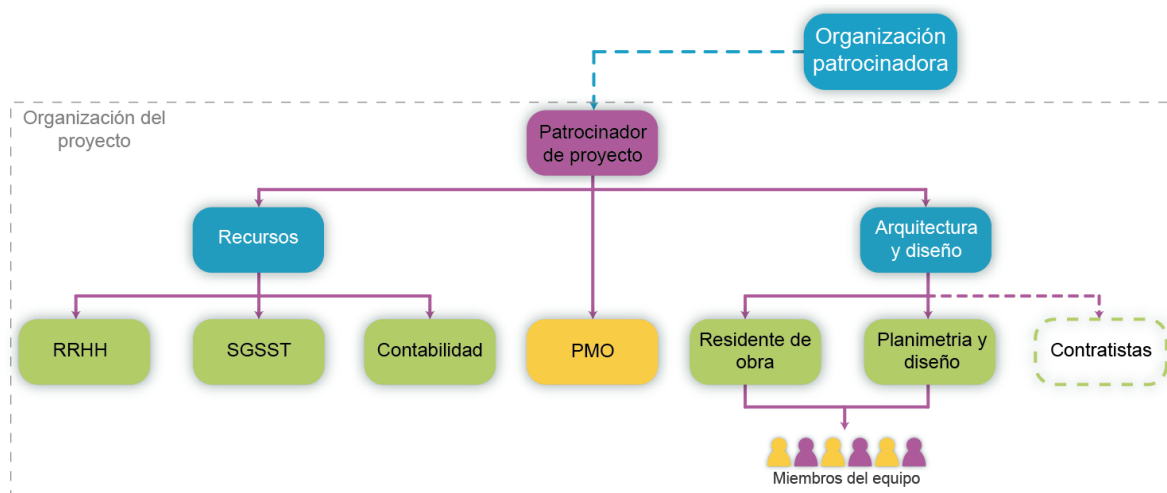 Organización
patrocinadora
Organización del
proyecto
Patrocinador
de proyecto
Recursos
Arquitectura
y diseño
RRHH
SGSST
Contabilidad
PMO
Residente de
obra
Planimetria y
diseño
Contratistas
Miembros del equipo